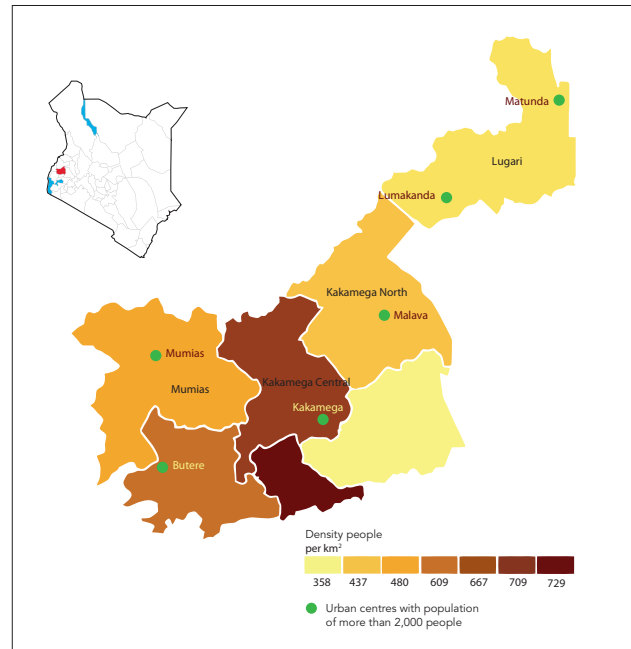 Matunda
Lugari
Lumakanda
Kakamega North
Malava
Mumias
Mumias
Kakamega Central
Kakamega
Butere
Density people
per km²
358 437 480 609 667 709 729
Urban centres with population
of more than 2,000 people